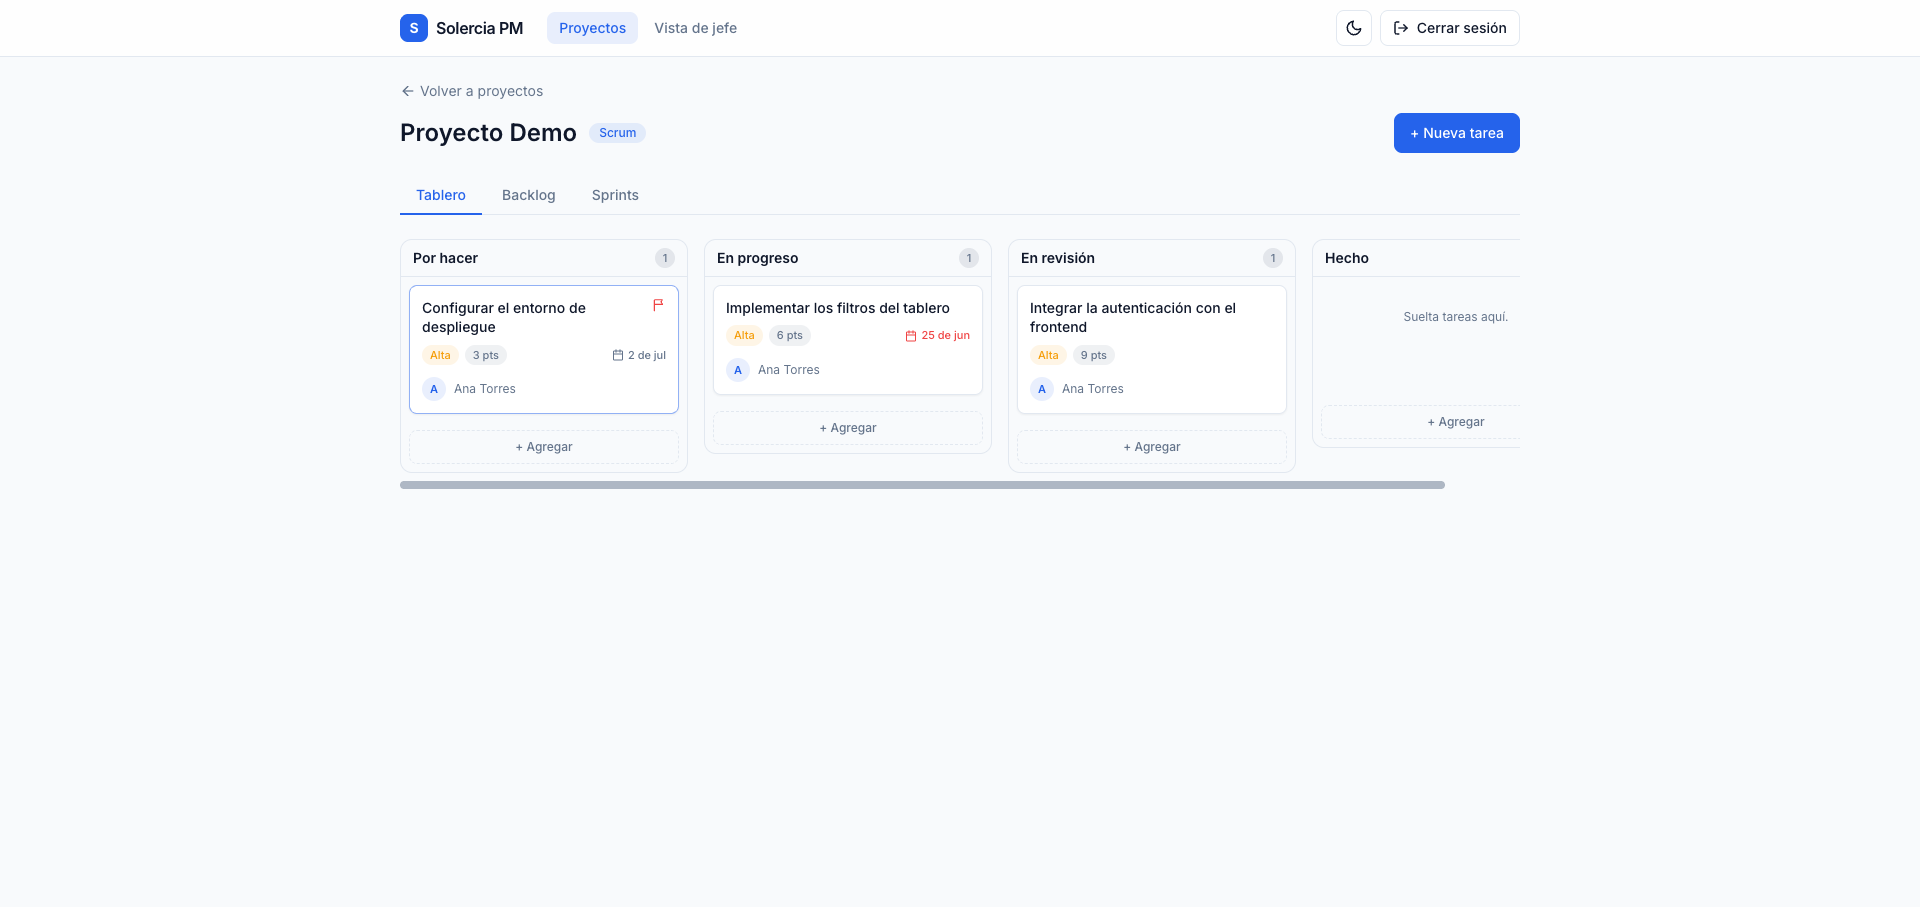 S Solercia PM
Proyectos
Vista de jefe
Cerrar sesión
Volver a proyectos
Proyecto Demo
Scrum
+ Nueva tarea
Tablero
Backlog
Sprints
Por hacer
1
Configurar el entorno de
despliegue
Alta
3 pts
2 de jul
A
Ana Torres
+ Agregar
En progreso
1
Implementar los filtros del tablero
Alta
6 pts
25 de jun
A
Ana Torres
+ Agregar
En revisión
1
Integrar la autenticación con el
frontend
Alta
9 pts
A
Ana Torres
+ Agregar
Hecho
Suelta tareas aquí.
+ Agregar